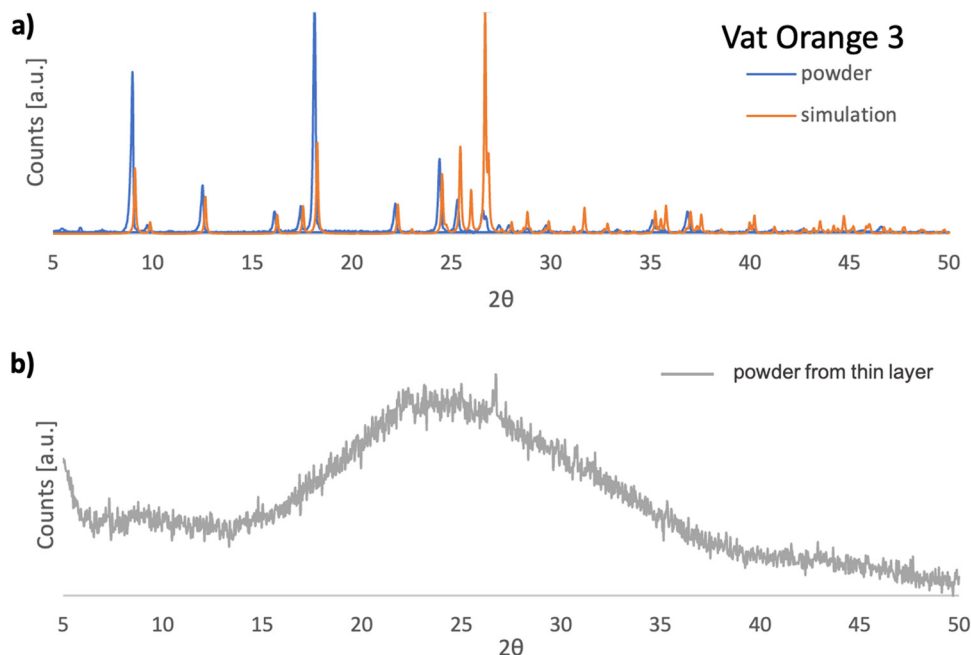 a)
Vat Orange 3
powder
simulation
Counts [a.u.]
5 10 15 20 25 30 35 40 45 50
2θ
b)
powder from thin layer
Counts [a.u.]
5 10 15 20 25 30 35 40 45 50
2θ